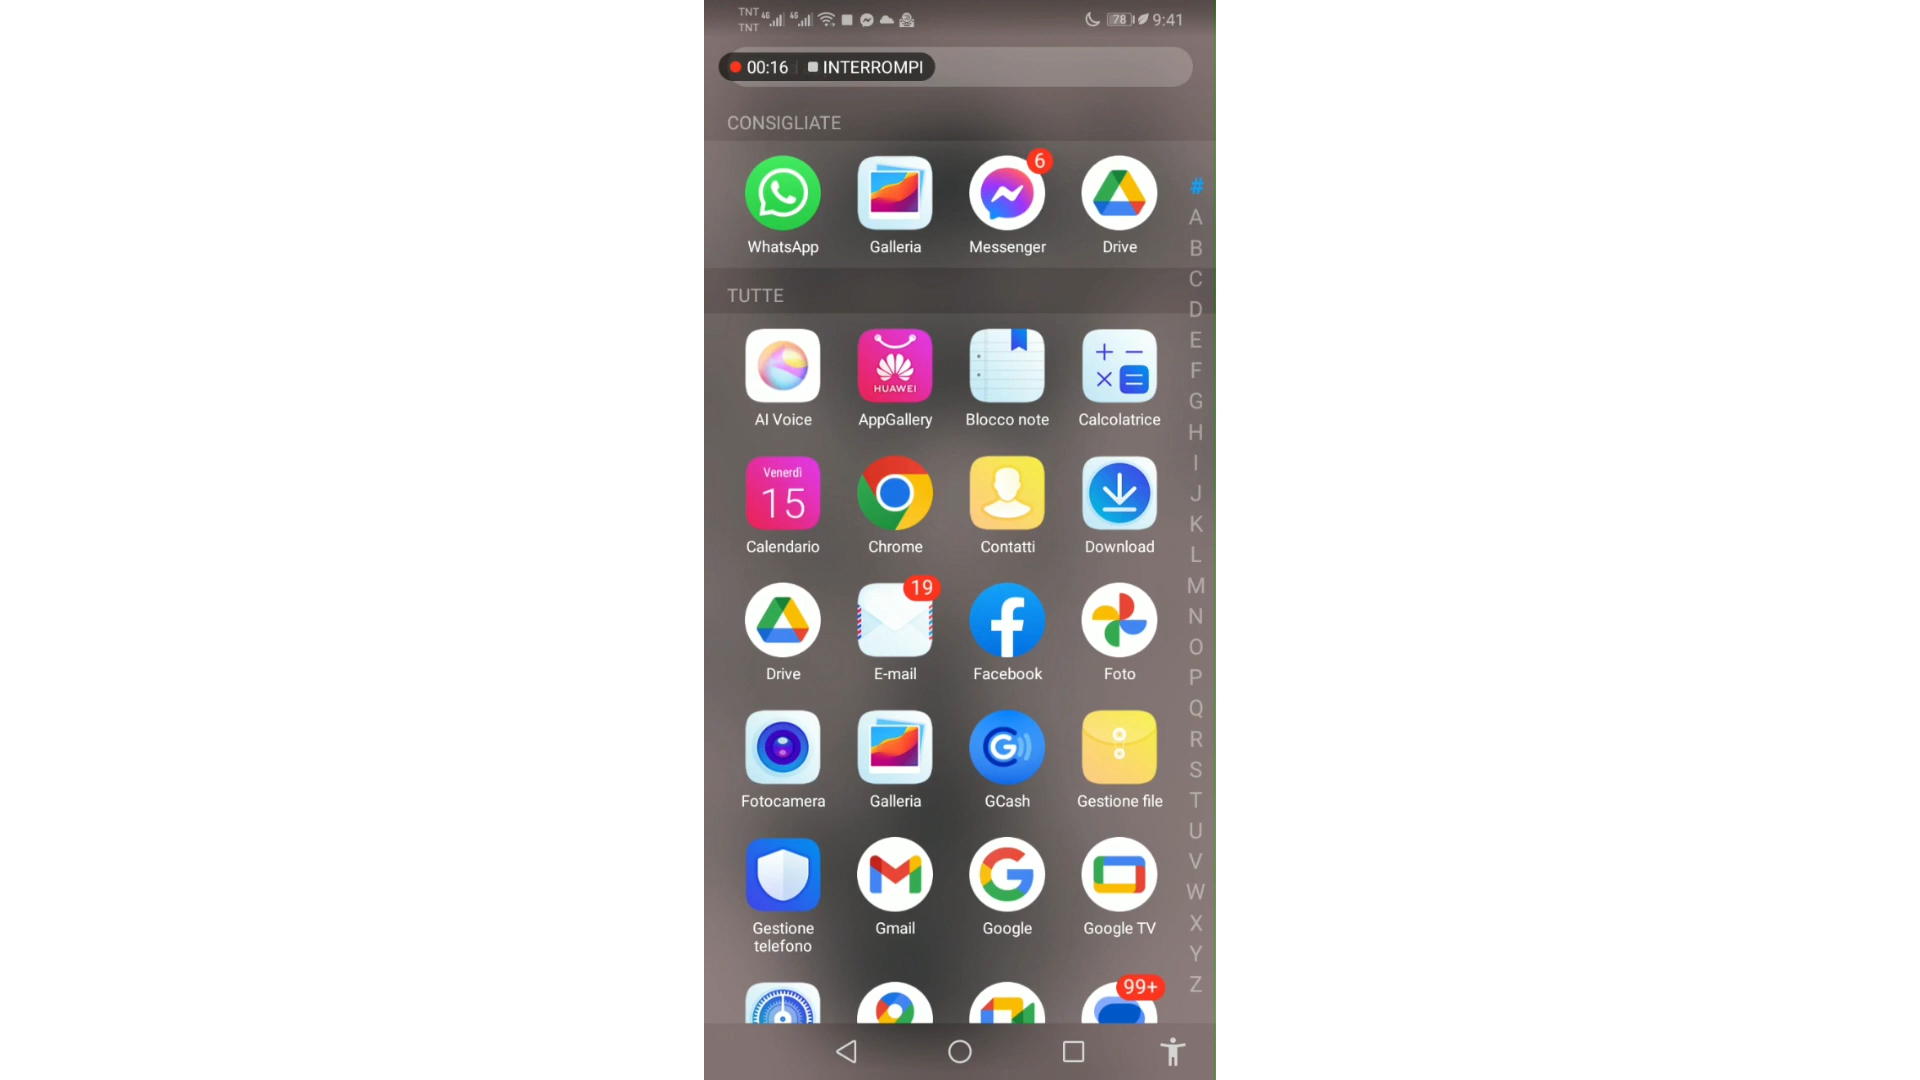 TNT 4G 4G 78 9:41
TNT
00:16 INTERROMPI
CONSIGLIATE
6
WhatsApp Galleria Messenger Drive
TUTTE
HUAWEI
AI Voice AppGallery Blocco note Calcolatrice
Venerdì
15
Calendario Chrome Contatti Download
19
Drive E-mail Facebook Foto
Fotocamera Galleria GCash Gestione file
Gestione telefono Gmail Google Google TV
99+
#
A
B
C
D
E
F
G
H
I
J
K
L
M
N
O
P
Q
R
S
T
U
V
W
X
Y
Z